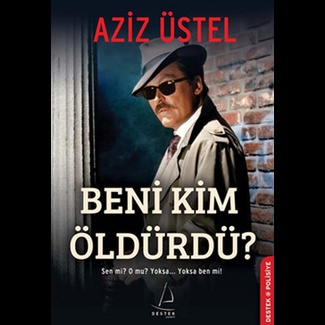 AZİZ ÜSTEL
BENİ KİM
ÖLDÜRDÜ?
Sen mi? O mu? Yoksa... Yoksa ben mi!
DESTEK
DESTEK POLİSİYE